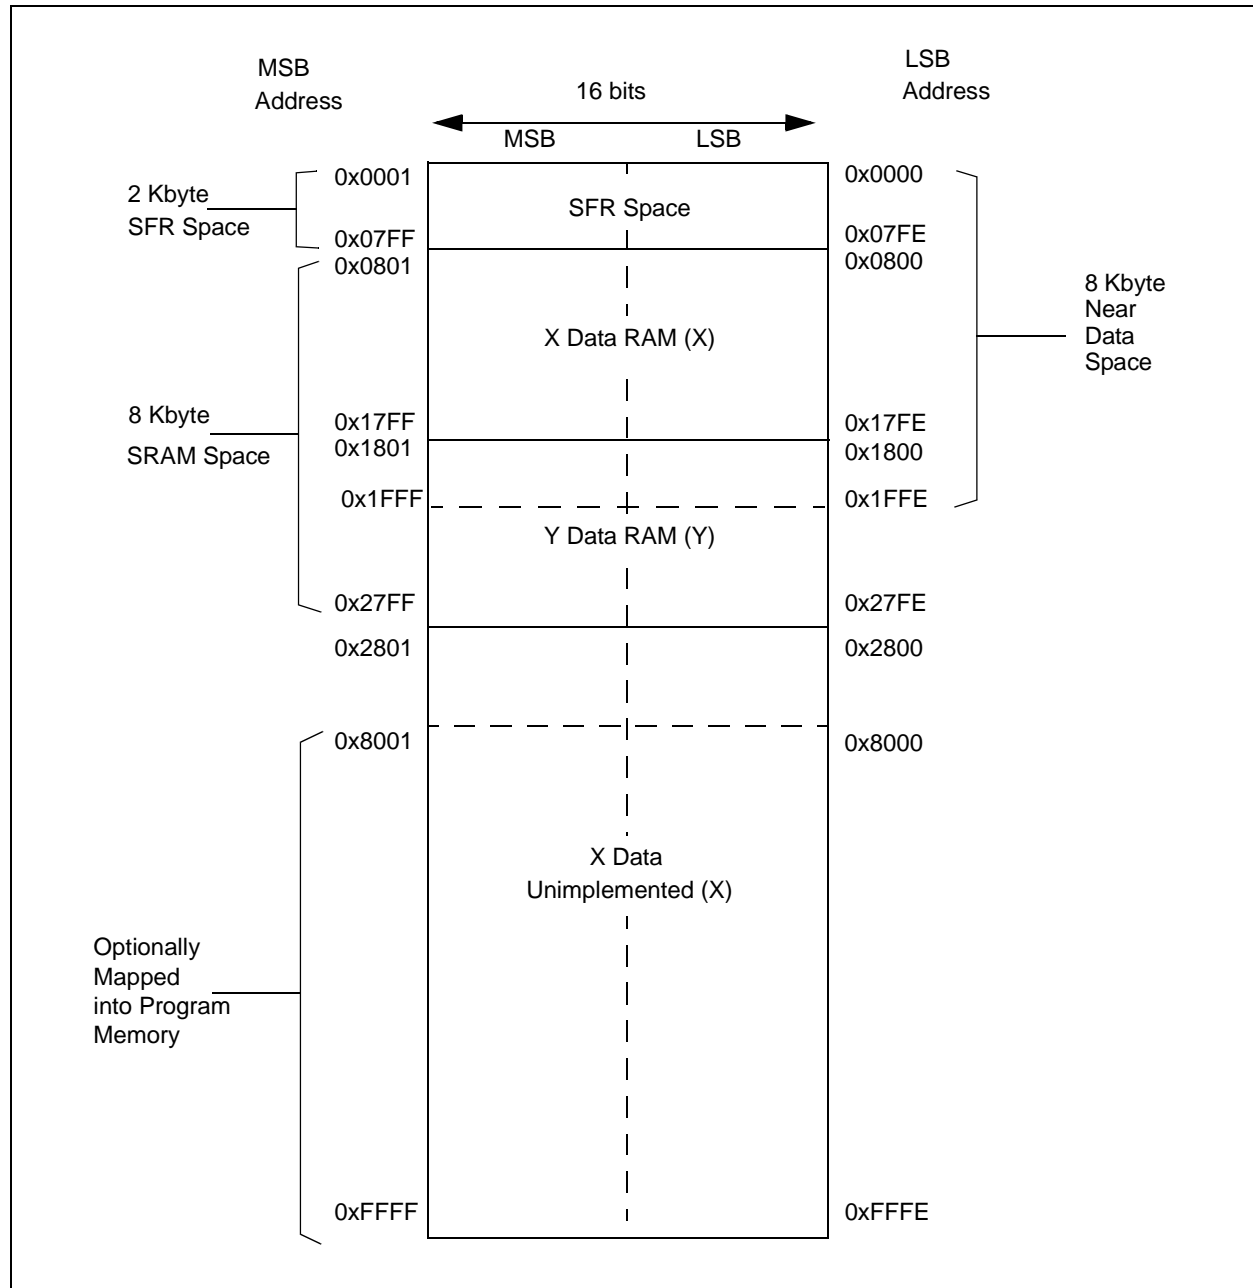 MSB
Address
LSB
Address
16 bits
MSB
LSB
2 Kbyte
SFR Space
0x0001
0x07FF
0x0801
SFR Space
0x0000
0x07FE
0x0800
X Data RAM (X)
8 Kbyte
Near
Data
Space
8 Kbyte
SRAM Space
0x17FF
0x1801
0x17FE
0x1800
0x1FFF
0x1FFE
Y Data RAM (Y)
0x27FF
0x27FE
0x2801
0x2800
0x8001
0x8000
X Data
Unimplemented (X)
Optionally
Mapped
into Program
Memory
0xFFFF
0xFFFE